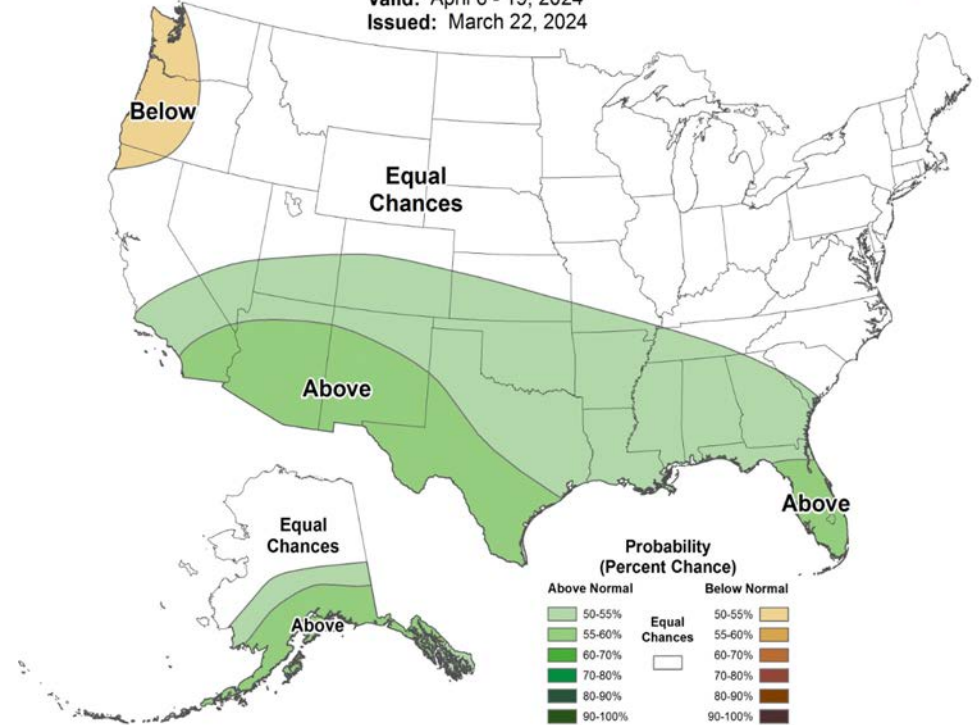 Issued: March 22, 2024
Below
Equal
Chances
Above
Above
Equal
Chances
Above
Probability
(Percent Chance)
Above Normal
Below Normal
50-55%
55-60%
60-70%
70-80%
80-90%
90-100%
Equal
Chances
50-55%
55-60%
60-70%
70-80%
80-90%
90-100%